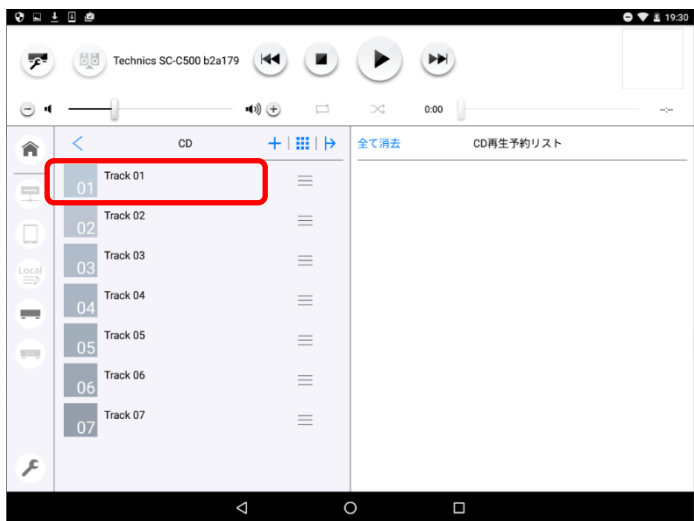 19:30
Technics SC-C500 b2a179
0:00
--:--
CD
全て消去
CD再生予約リスト
01 Track 01
02 Track 02
03 Track 03
Local
04 Track 04
05 Track 05
06 Track 06
07 Track 07